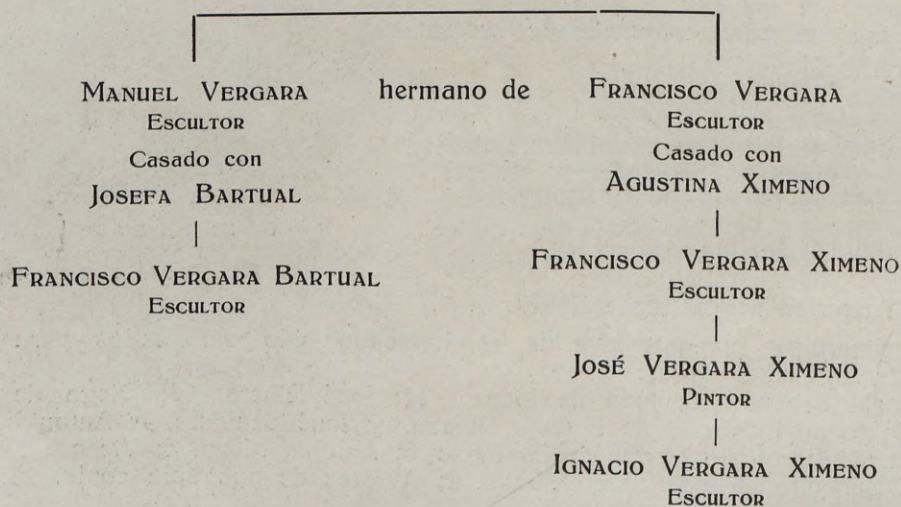 MANUEL VERGARA
ESCULTOR
Casado con
JOSEFA BARTUAL
FRANCISCO VERGARA BARTUAL
ESCULTOR
hermano de
FRANCISCO VERGARA
ESCULTOR
Casado con
AGUSTINA XIMENO
FRANCISCO VERGARA XIMENO
ESCULTOR
JOSÉ VERGARA XIMENO
PINTOR
IGNACIO VERGARA XIMENO
ESCULTOR